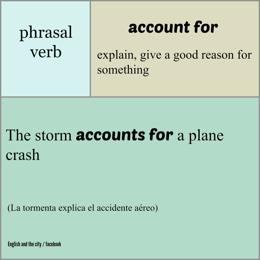 phrasal
verb
account for
explain, give a good reason for
something
The storm accounts for a plane
crash
(La tormenta explica el accidente aéreo)
English and the city / facebook